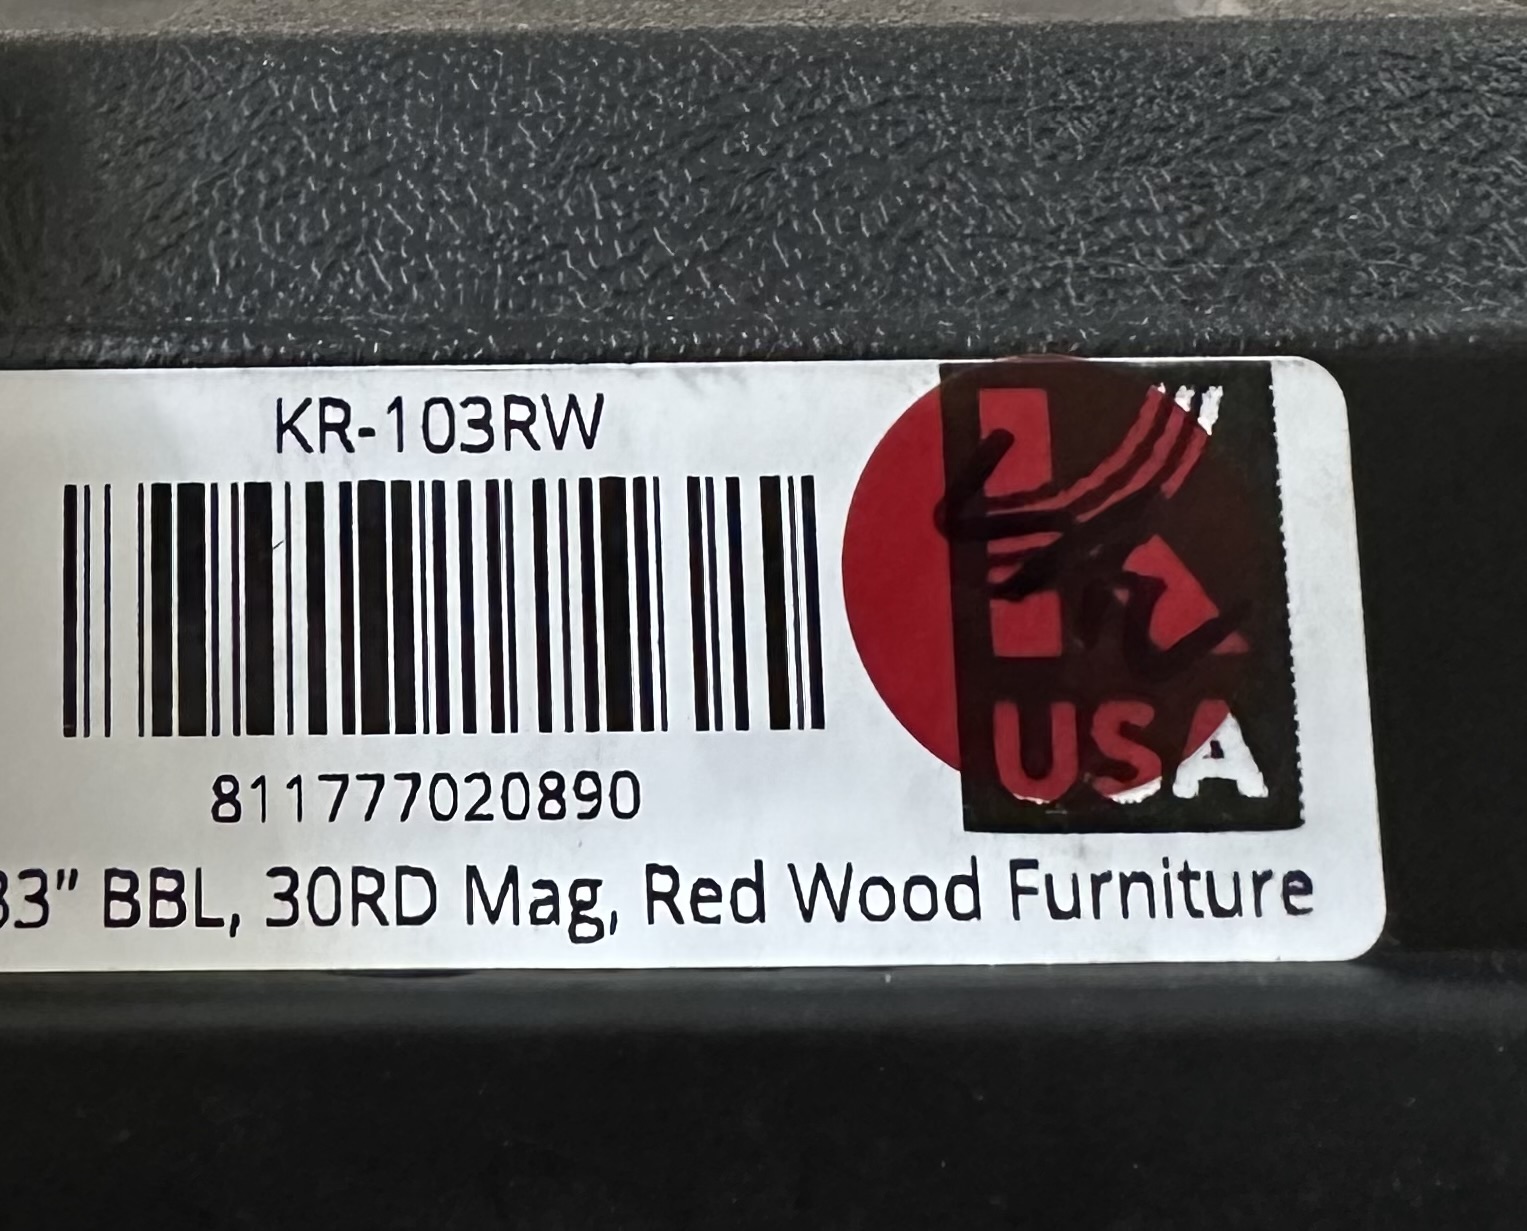 KR-103RW
811777020890
33" BBL, 30RD Mag, Red Wood Furniture
USA